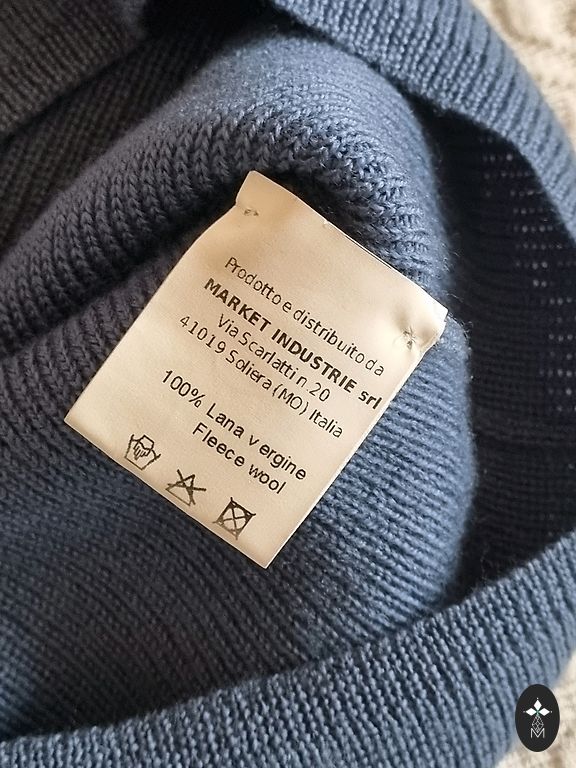 Prodotto e distribuito da
MARKET INDUSTRIE srl
Via Scarlatti n. 20
41019 Soliera (MO) Italia
100% Lana v ergine
Fleece wool
M